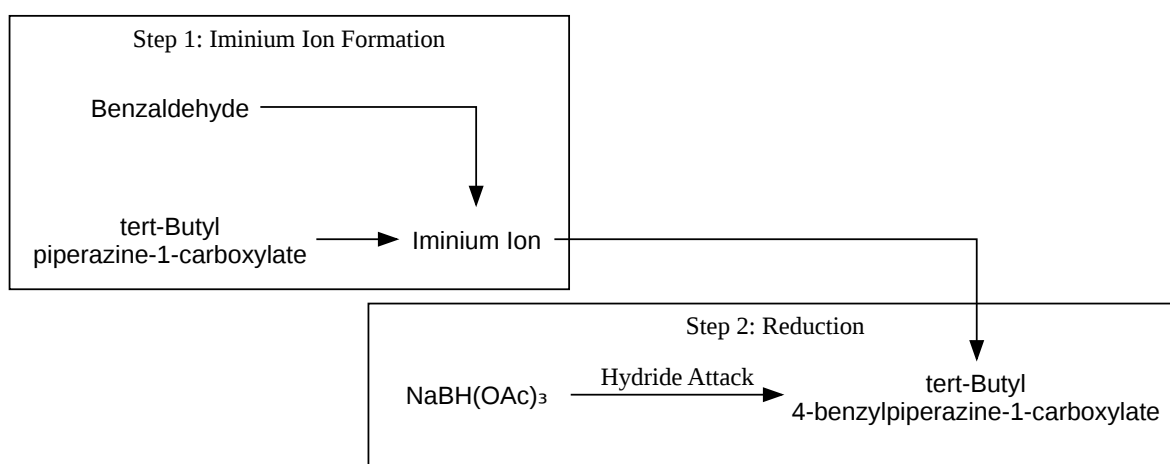 Step 1: Iminium Ion Formation
Benzaldehyde
tert-Butyl
piperazine-1-carboxylate
Iminium Ion
Step 2: Reduction
NaBH(OAc)₃
Hydride Attack
tert-Butyl
4-benzylpiperazine-1-carboxylate